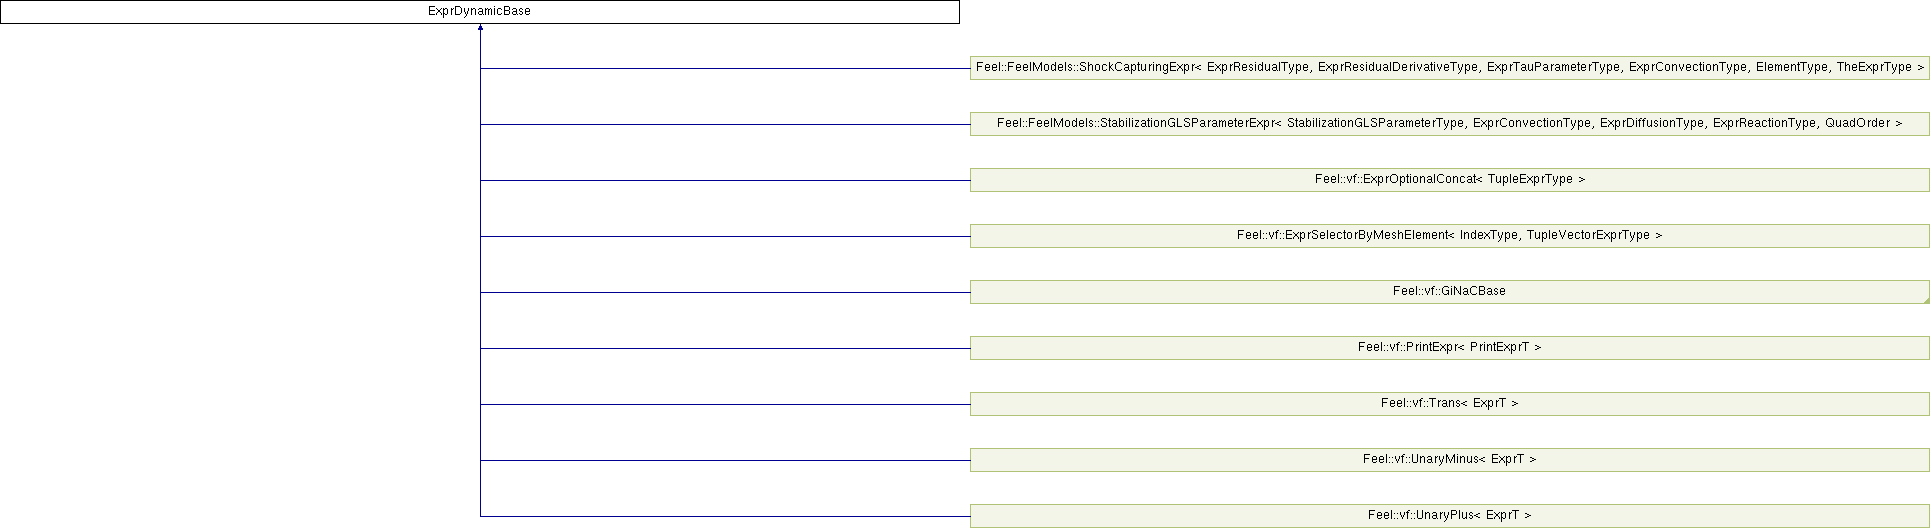 ExprDynamicBase
Feel::FeelModels::ShockCapturingExpr< ExprResidualType, ExprResidualDerivativeType, ExprTauParameterType, ExprConvectionType, ElementType, TheExprType >
Feel::FeelModels::StabilizationGLSParameterExpr< StabilizationGLSParameterType, ExprConvectionType, ExprDiffusionType, ExprReactionType, QuadOrder >
Feel::vf::ExprOptionalConcat< TupleExprType >
Feel::vf::ExprSelectorByMeshElement< IndexType, TupleVectorExprType >
Feel::vf::GiNaCBase
Feel::vf::PrintExpr< PrintExprT >
Feel::vf::Trans< ExprT >
Feel::vf::UnaryMinus< ExprT >
Feel::vf::UnaryPlus< ExprT >